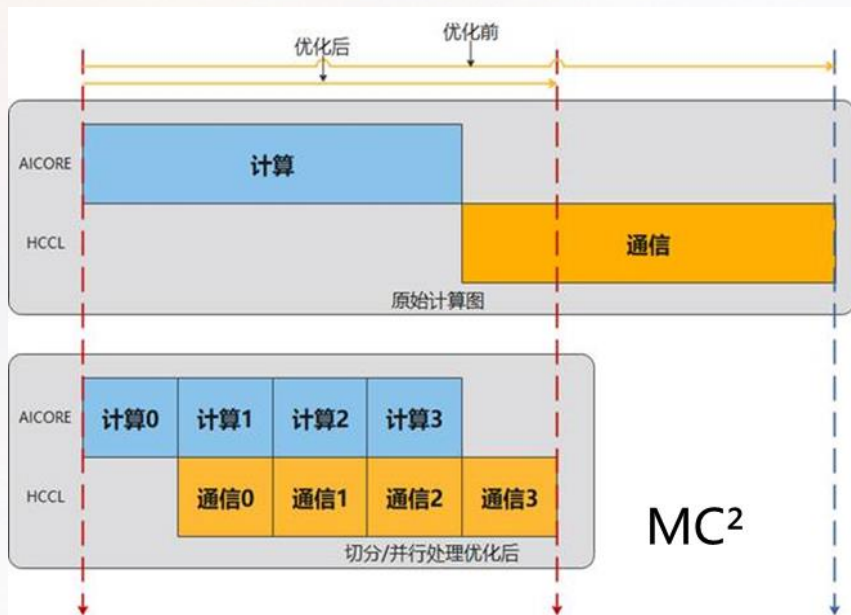 优化前
优化后
AICORE
计算
HCCL
通信
原始计算图
AICORE
计算0
计算1
计算2
计算3
HCCL
通信0
通信1
通信2
通信3
切分/并行处理优化后
MC²